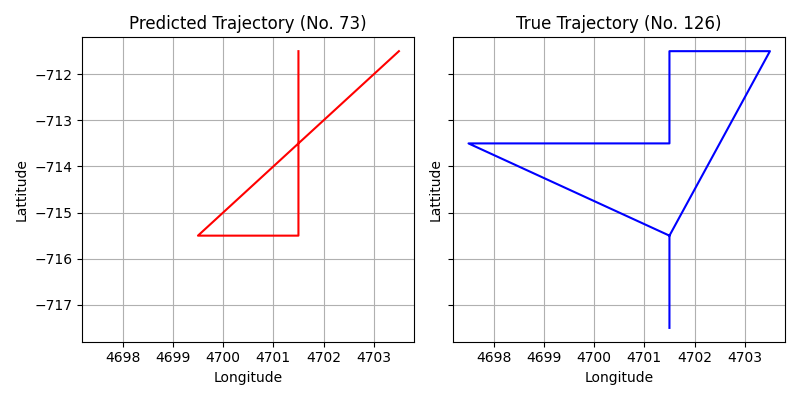 Predicted Trajectory (No. 73)
True Trajectory (No. 126)
Lattitude
−712
−713
−714
−715
−716
−717
4698 4699 4700 4701 4702 4703
Longitude
Lattitude
4698 4699 4700 4701 4702 4703
Longitude